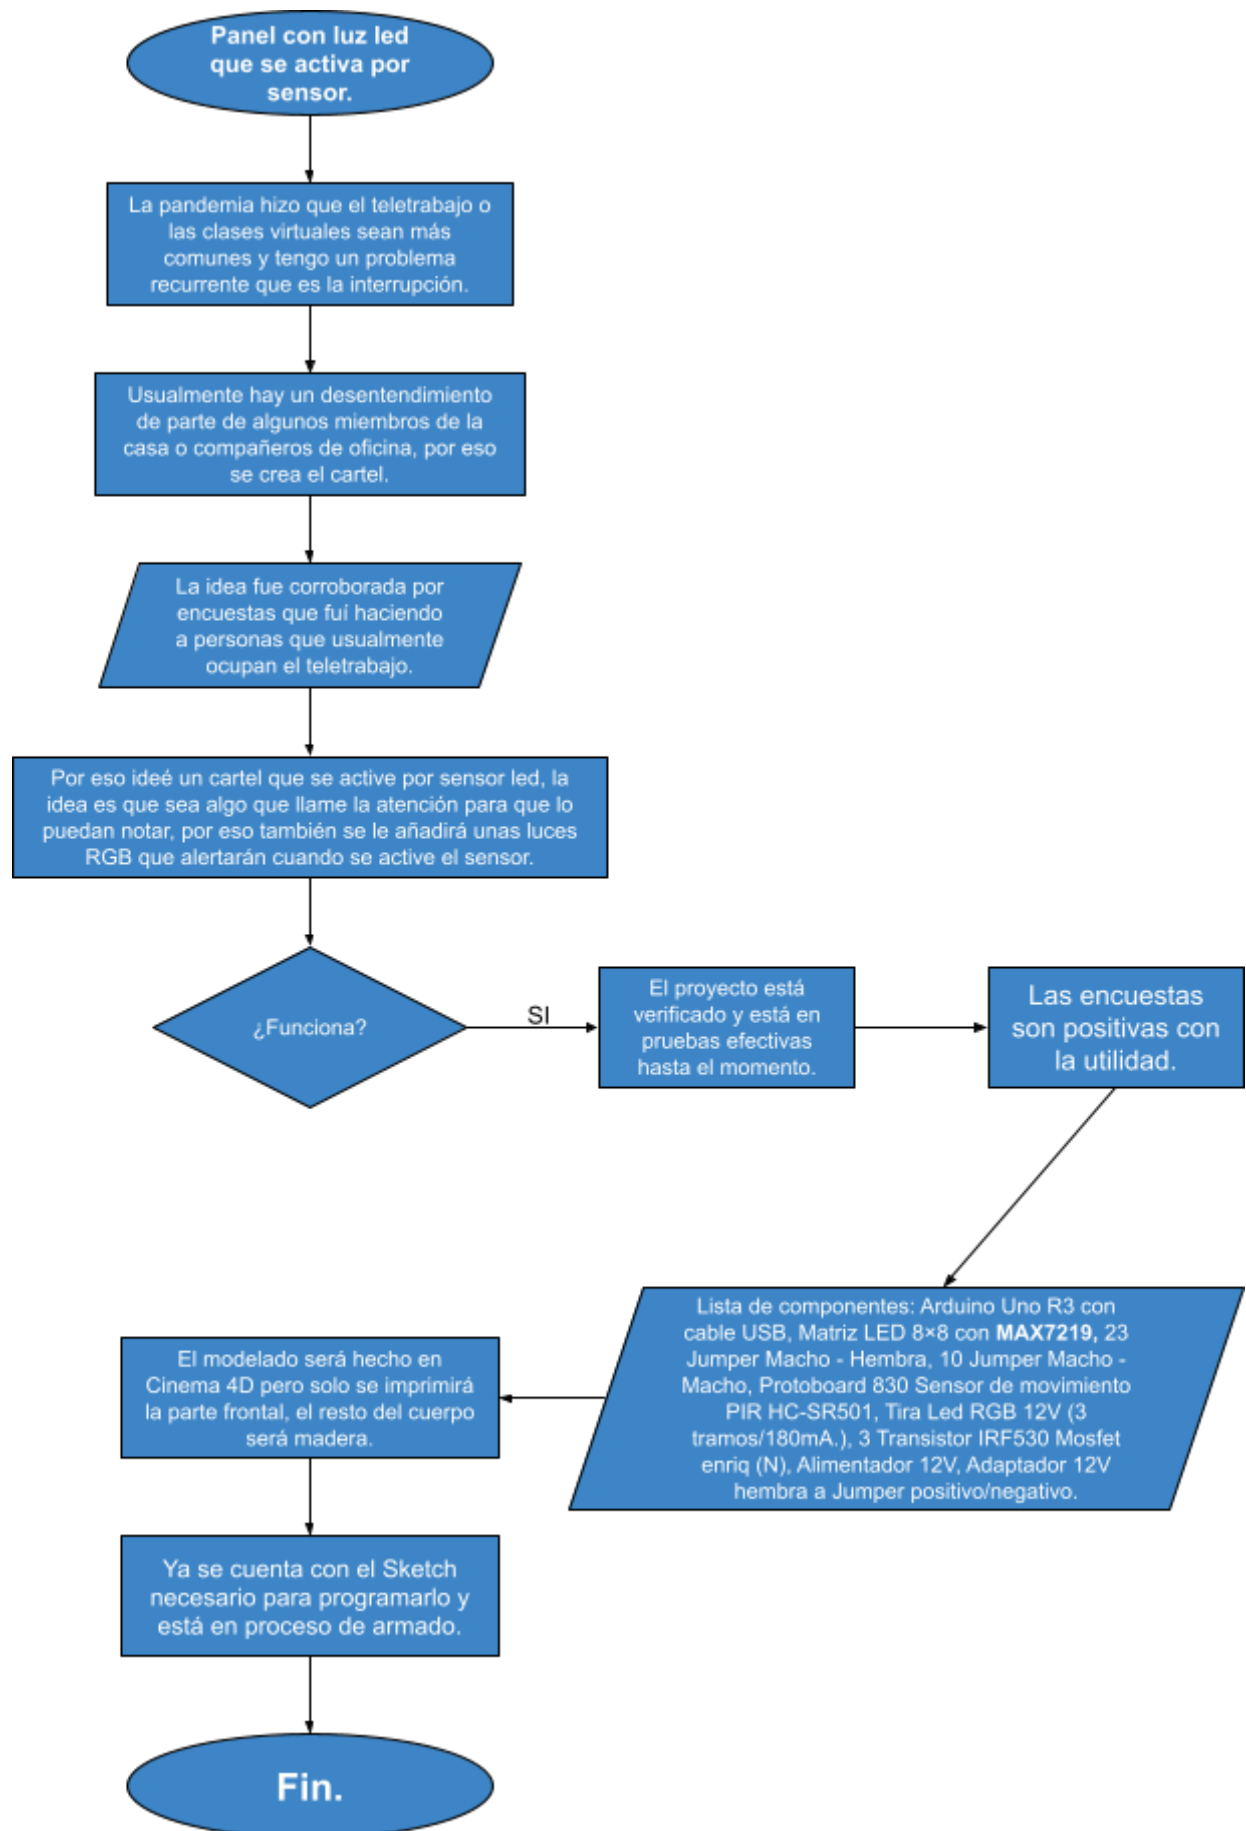 Panel con luz led
que se activa por
sensor.
La pandemia hizo que el teletrabajo o
las clases virtuales sean más
comunes y tengo un problema
recurrente que es la interrupción.
Usualmente hay un desentendimiento
de parte de algunos miembros de la
casa o compañeros de oficina, por eso
se crea el cartel.
La idea fue corroborada por
encuestas que fuí haciendo
a personas que usualmente
ocupan el teletrabajo.
Por eso ideé un cartel que se active por sensor led, la
idea es que sea algo que llame la atención para que lo
puedan notar, por eso también se le añadirá unas luces
RGB que alertarán cuando se active el sensor.
¿Funciona?
SI
El proyecto está
verificado y está en
pruebas efectivas
hasta el momento.
Las encuestas
son positivas con
la utilidad.
Lista de componentes: Arduino Uno R3 con
cable USB, Matriz LED 8×8 con MAX7219, 23
Jumper Macho - Hembra, 10 Jumper Macho -
Macho, Protoboard 830 Sensor de movimiento
PIR HC-SR501, Tira Led RGB 12V (3
tramos/180mA.), 3 Transistor IRF530 Mosfet
enriq (N), Alimentador 12V, Adaptador 12V
hembra a Jumper positivo/negativo.
El modelado será hecho en
Cinema 4D pero solo se imprimirá
la parte frontal, el resto del cuerpo
será madera.
Ya se cuenta con el Sketch
necesario para programarlo y
está en proceso de armado.
Fin.